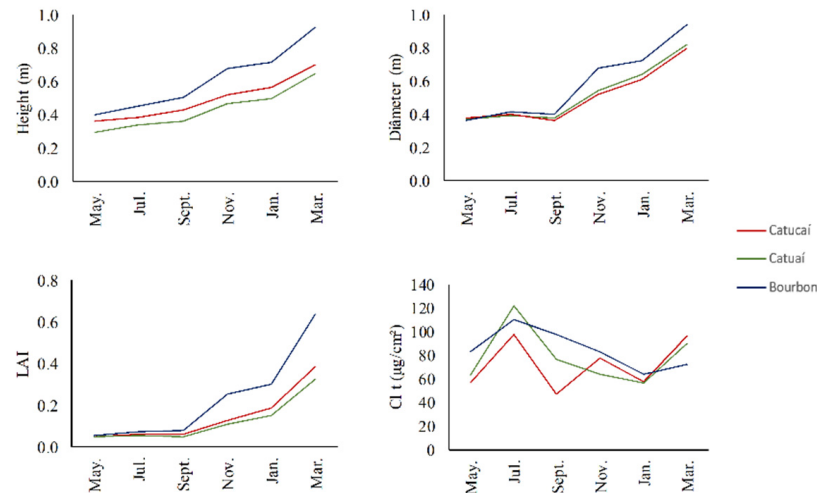 1.0
0.8
0.6
0.4
0.2
0.0
Height (m)
May.
Jul.
Sept.
Nov.
Jan.
Mar.
1.0
0.8
0.6
0.4
0.2
0.0
Diâmeter (m)
May.
Jul.
Sept.
Nov.
Jan.
Mar.
0.8
0.6
0.4
0.2
0.0
LAI
May.
Jul.
Sept.
Nov.
Jan.
Mar.
140
120
100
80
60
40
20
0
Cl t (µg/cm²)
May.
Jul.
Sept.
Nov.
Jan.
Mar.
Catucaí
Catuaí
Bourbon